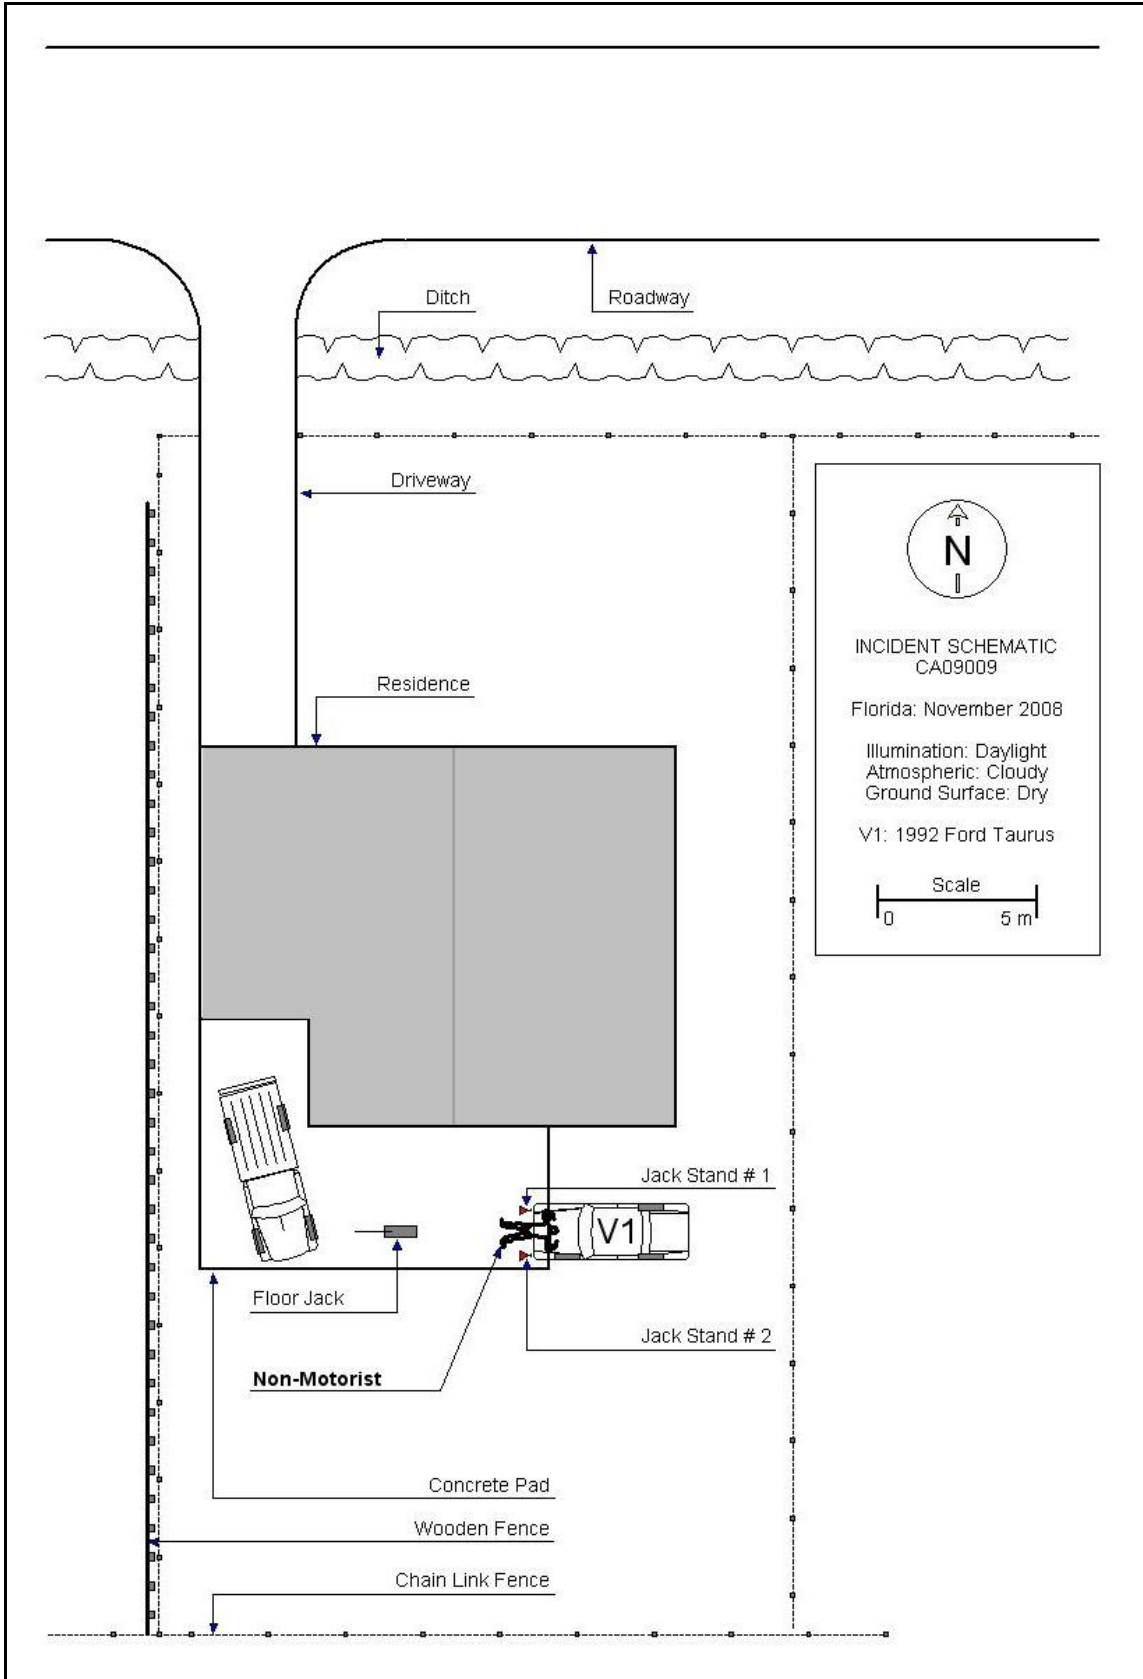 Ditch
Roadway
Driveway
N
INCIDENT SCHEMATIC
CA09009
Florida: November 2008
Illumination: Daylight
Atmospheric: Cloudy
Ground Surface: Dry
V1: 1992 Ford Taurus
Scale
0 5 m
Residence
Jack Stand # 1
V1
Floor Jack
Jack Stand # 2
Non-Motorist
Concrete Pad
Wooden Fence
Chain Link Fence